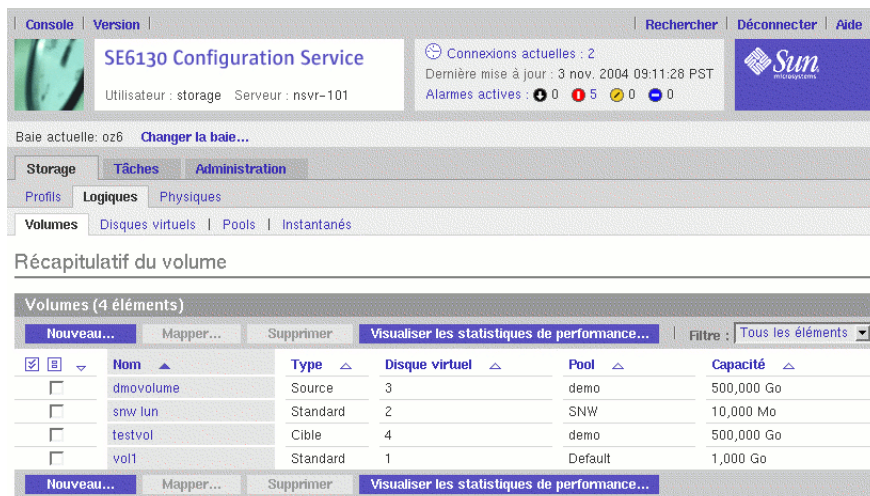 Console | Version | | Rechercher | Déconnecter | Aide
SE6130 Configuration Service
Utilisateur : storage Serveur : nsvr-101
Connexions actuelles : 2
Dernière mise à jour : 3 nov. 2004 09:11:28 PST
Alarmes actives : 0 5 0 0
Sun
microsystems
Baie actuelle: oz6 Changer la baie...
Storage Tâches Administration
Profils Logiques Physiques
Volumes Disques virtuels | Pools | Instantanés
Récapitulatif du volume
Volumes (4 éléments)
Nouveau... Mapper... Supprimer Visualiser les statistiques de performance... | Filtre : Tous les éléments
Nom Type Disque virtuel Pool Capacité
dmovolume Source 3 demo 500,000 Go
snw lun Standard 2 SNW 10,000 Mo
testvol Cible 4 demo 500,000 Go
vol1 Standard 1 Default 1,000 Go
Nouveau... Mapper... Supprimer Visualiser les statistiques de performance...